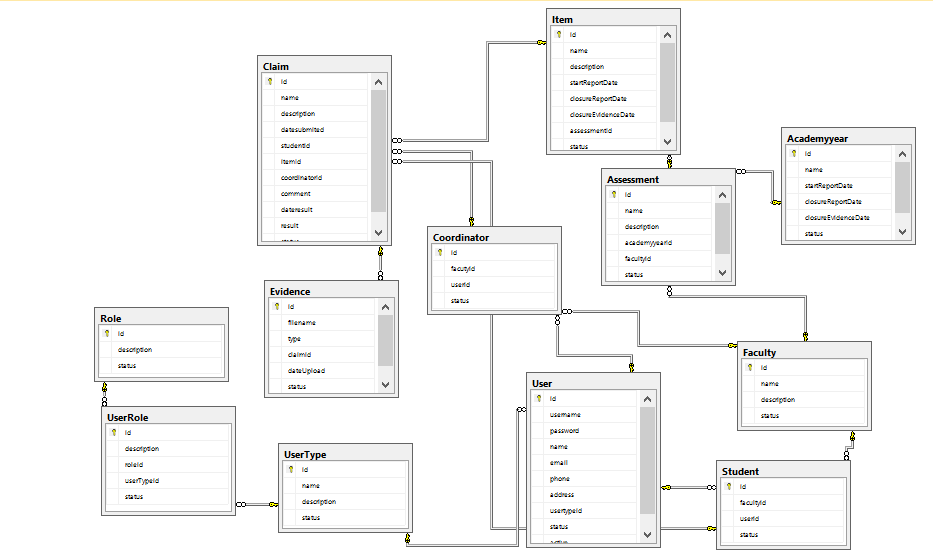 Item
id
name
description
startReportDate
closureReportDate
closureEvidenceDate
assessmentId
status
Claim
id
name
description
datesubmited
studentId
itemId
coordinatorId
comment
dateresult
result
status
Academyyear
id
name
startReportDate
closureReportDate
closureEvidenceDate
status
Assessment
id
name
description
academyyearId
facultyId
status
Coordinator
id
facutyId
userId
status
Evidence
id
filename
type
claimId
dateUpload
status
Role
id
description
status
Faculty
id
name
description
status
User
id
username
password
name
email
phone
address
usertypeId
status
active
UserRole
id
description
roleId
userTypeId
status
UserType
id
name
description
status
Student
id
facultyId
userId
status